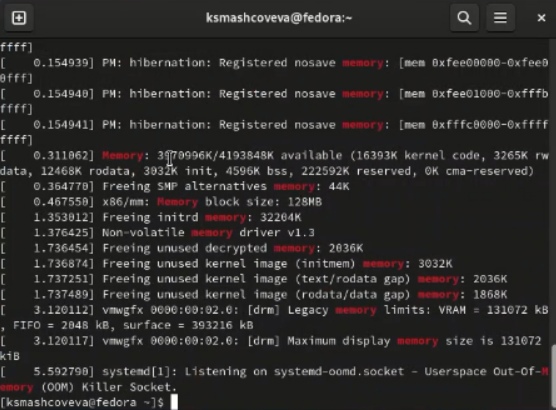 ksmashcoveva@fedora:~
ffff]
[    0.154939] PM: hibernation: Registered nosave memory: [mem 0xfee00000-0xfee0
0fff]
[    0.154940] PM: hibernation: Registered nosave memory: [mem 0xfee01000-0xfffb
ffff]
[    0.154941] PM: hibernation: Registered nosave memory: [mem 0xfffc0000-0xffff
ffff]
[    0.311062] Memory: 3970996K/4193848K available (16393K kernel code, 3265K rw
data, 12468K rodata, 3032K init, 4596K bss, 222592K reserved, 0K cma-reserved)
[    0.364770] Freeing SMP alternatives memory: 44K
[    0.467550] x86/mm: Memory block size: 128MB
[    1.353012] Freeing initrd memory: 32204K
[    1.376425] Non-volatile memory driver v1.3
[    1.736454] Freeing unused decrypted memory: 2036K
[    1.736874] Freeing unused kernel image (initmem) memory: 3032K
[    1.737251] Freeing unused kernel image (text/rodata gap) memory: 2036K
[    1.737489] Freeing unused kernel image (rodata/data gap) memory: 1868K
[    3.120112] vmwgfx 0000:00:02.0: [drm] Legacy memory limits: VRAM = 131072 kB
, FIFO = 2048 kB, surface = 393216 kB
[    3.120117] vmwgfx 0000:00:02.0: [drm] Maximum display memory size is 131072
kiB
[    5.592790] systemd[1]: Listening on systemd-oomd.socket - Userspace Out-Of-M
emory (OOM) Killer Socket.
[ksmashcoveva@fedora ~]$